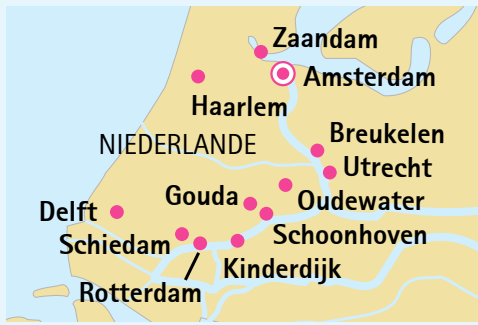 Zaandam
Amsterdam
Haarlem
Breukelen
NIEDERLANDE
Utrecht
Gouda
Oudewater
Delft
Schoonhoven
Schiedam
Kinderdijk
Rotterdam